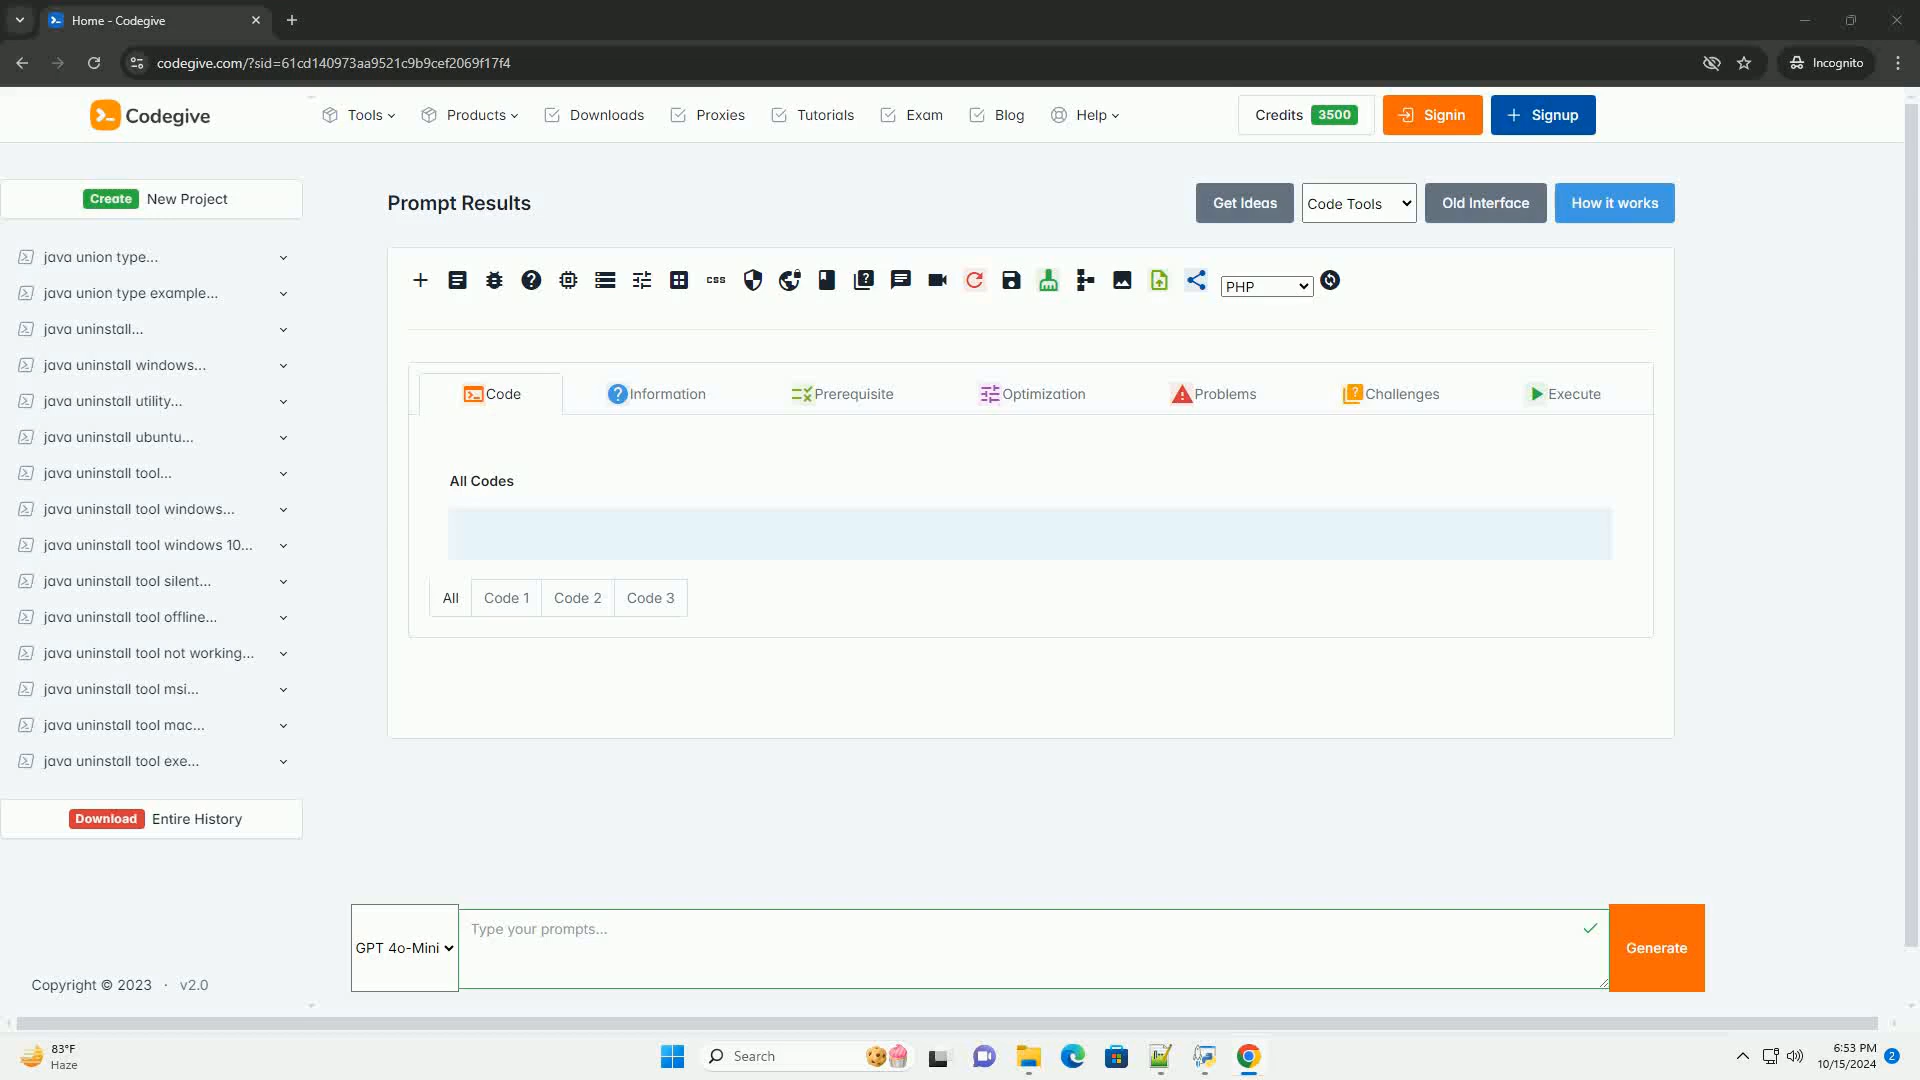 Home - Codegive
codegive.com/?sid=61cd140973aa9521c9b9cef2069f17f4
Incognito
Codegive
Tools
Products
Downloads
Proxies
Tutorials
Exam
Blog
Help
Credits 3500
Signin
Signup
Create New Project
java union type...
java union type example...
java uninstall...
java uninstall windows...
java uninstall utility...
java uninstall ubuntu...
java uninstall tool...
java uninstall tool windows...
java uninstall tool windows 10...
java uninstall tool silent...
java uninstall tool offline...
java uninstall tool not working...
java uninstall tool msi...
java uninstall tool mac...
java uninstall tool exe...
Download Entire History
Copyright © 2023 · v2.0
Prompt Results
Get Ideas
Code Tools
Old Interface
How it works
css
PHP
Code
Information
Prerequisite
Optimization
Problems
Challenges
Execute
All Codes
All
Code 1
Code 2
Code 3
GPT 4o-Mini
Type your prompts...
Generate
83°F
Haze
Search
6:53 PM
10/15/2024
2